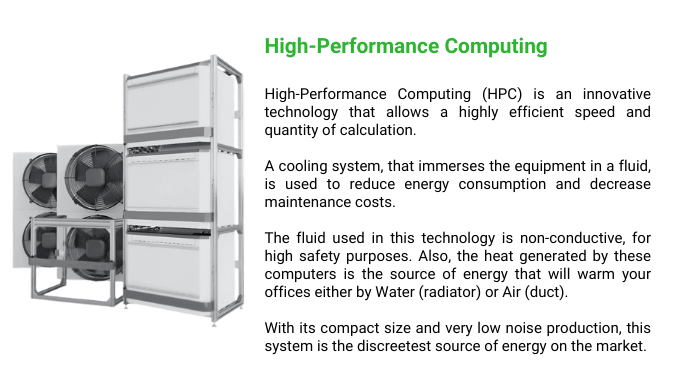 High-Performance Computing
High-Performance Computing (HPC) is an innovative
technology that allows a highly efficient speed and
quantity of calculation.
A cooling system, that immerses the equipment in a fluid,
is used to reduce energy consumption and decrease
maintenance costs.
The fluid used in this technology is non-conductive, for
high safety purposes. Also, the heat generated by these
computers is the source of energy that will warm your
offices either by Water (radiator) or Air (duct).
With its compact size and very low noise production, this
system is the discreetest source of energy on the market.